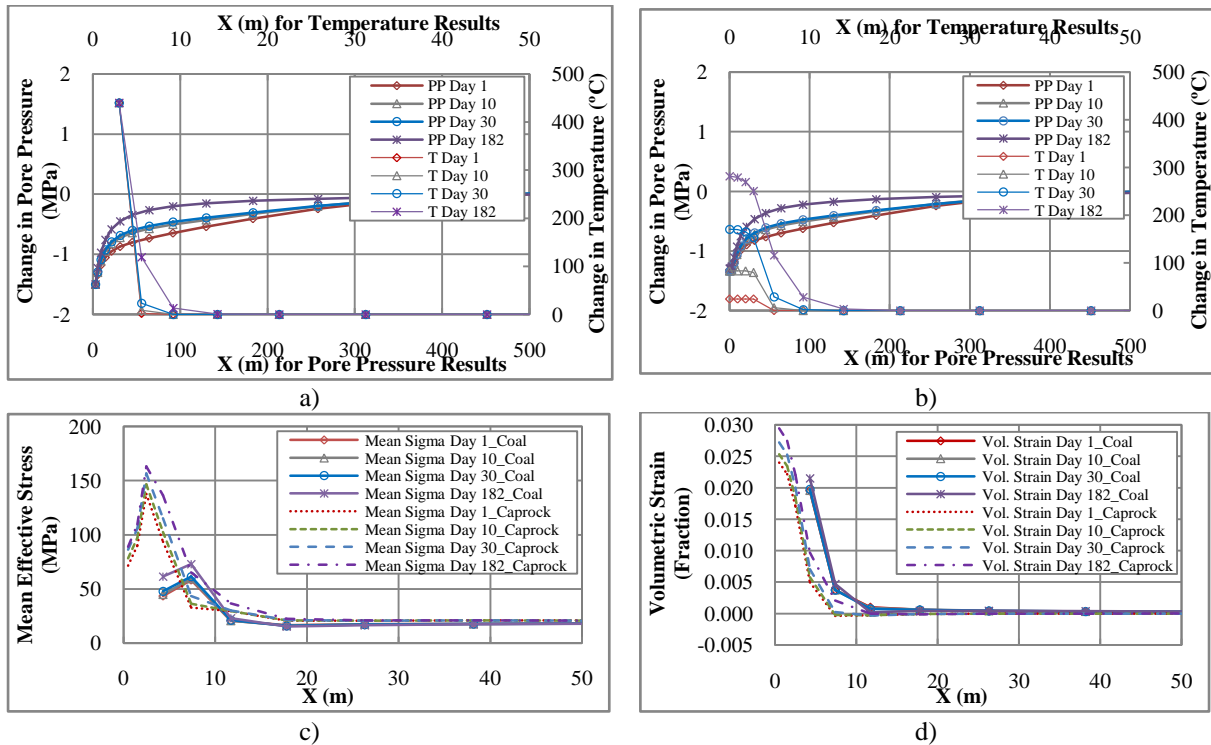 X (m) for Temperature Results
0 10 20 30 40 50
2
1
0
-1
-2
Change in Pore Pressure
(MPa)
PP Day 1
PP Day 10
PP Day 30
PP Day 182
T Day 1
T Day 10
T Day 30
T Day 182
500
400
300
200
100
0
Change in Temperature (°C)
0 100 200 300 400 500
X (m) for Pore Pressure Results
a)
X (m) for Temperature Results
0 10 20 30 40 50
2
1
0
-1
-2
Change in Pore Pressure
(MPa)
PP Day 1
PP Day 10
PP Day 30
PP Day 182
T Day 1
T Day 10
T Day 30
T Day 182
500
400
300
200
100
0
Change in Temperature (°C)
0 100 200 300 400 500
X (m) for Pore Pressure Results
b)
200
150
100
50
0
Mean Effective Stress
(MPa)
Mean Sigma Day 1_Coal
Mean Sigma Day 10_Coal
Mean Sigma Day 30_Coal
Mean Sigma Day 182_Coal
Mean Sigma Day 1_Caprock
Mean Sigma Day 10_Caprock
Mean Sigma Day 30_Caprock
Mean Sigma Day 182_Caprock
0 10 20 30 40 50
X (m)
c)
0.030
0.025
0.020
0.015
0.010
0.005
0.000
-0.005
Volumetric Strain
(Fraction)
Vol. Strain Day 1_Coal
Vol. Strain Day 10_Coal
Vol. Strain Day 30_Coal
Vol. Strain Day 182_Coal
Vol. Strain Day 1_Caprock
Vol. Strain Day 10_Caprock
Vol. Strain Day 30_Caprock
Vol. Strain Day 182_Caprock
0 10 20 30 40 50
X (m)
d)